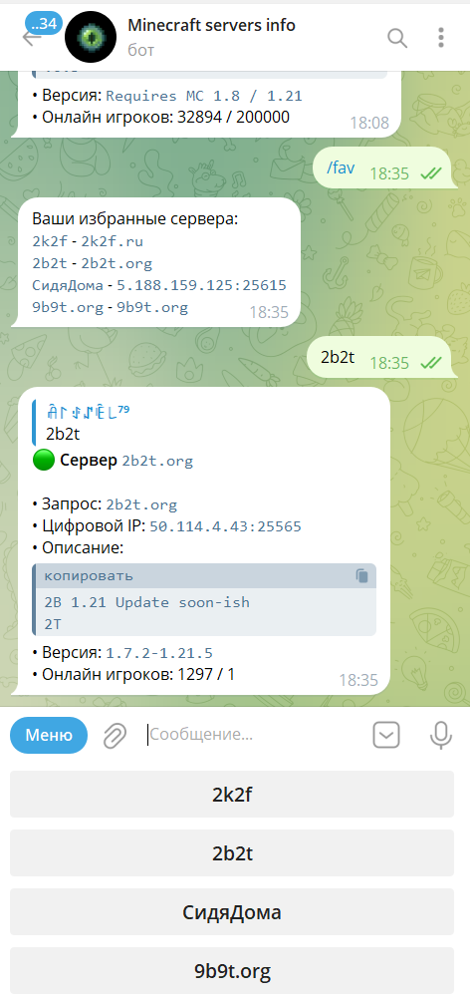 ..34
Minecraft servers info
бот
• Версия: Requires MC 1.8 / 1.21
• Онлайн игроков: 32894 / 200000
18:08
/fav 18:35
Ваши избранные сервера:
2k2f - 2k2f.ru
2b2t - 2b2t.org
СидяДома - 5.188.159.125:25615
9b9t.org - 9b9t.org
18:35
2b2t 18:35
2b2t
Сервер 2b2t.org
• Запрос: 2b2t.org
• Цифровой IP: 50.114.4.43:25565
• Описание:
копировать
2B 1.21 Update soon-ish
2T
• Версия: 1.7.2-1.21.5
• Онлайн игроков: 1297 / 1
18:35
Меню
Сообщение...
2k2f
2b2t
СидяДома
9b9t.org